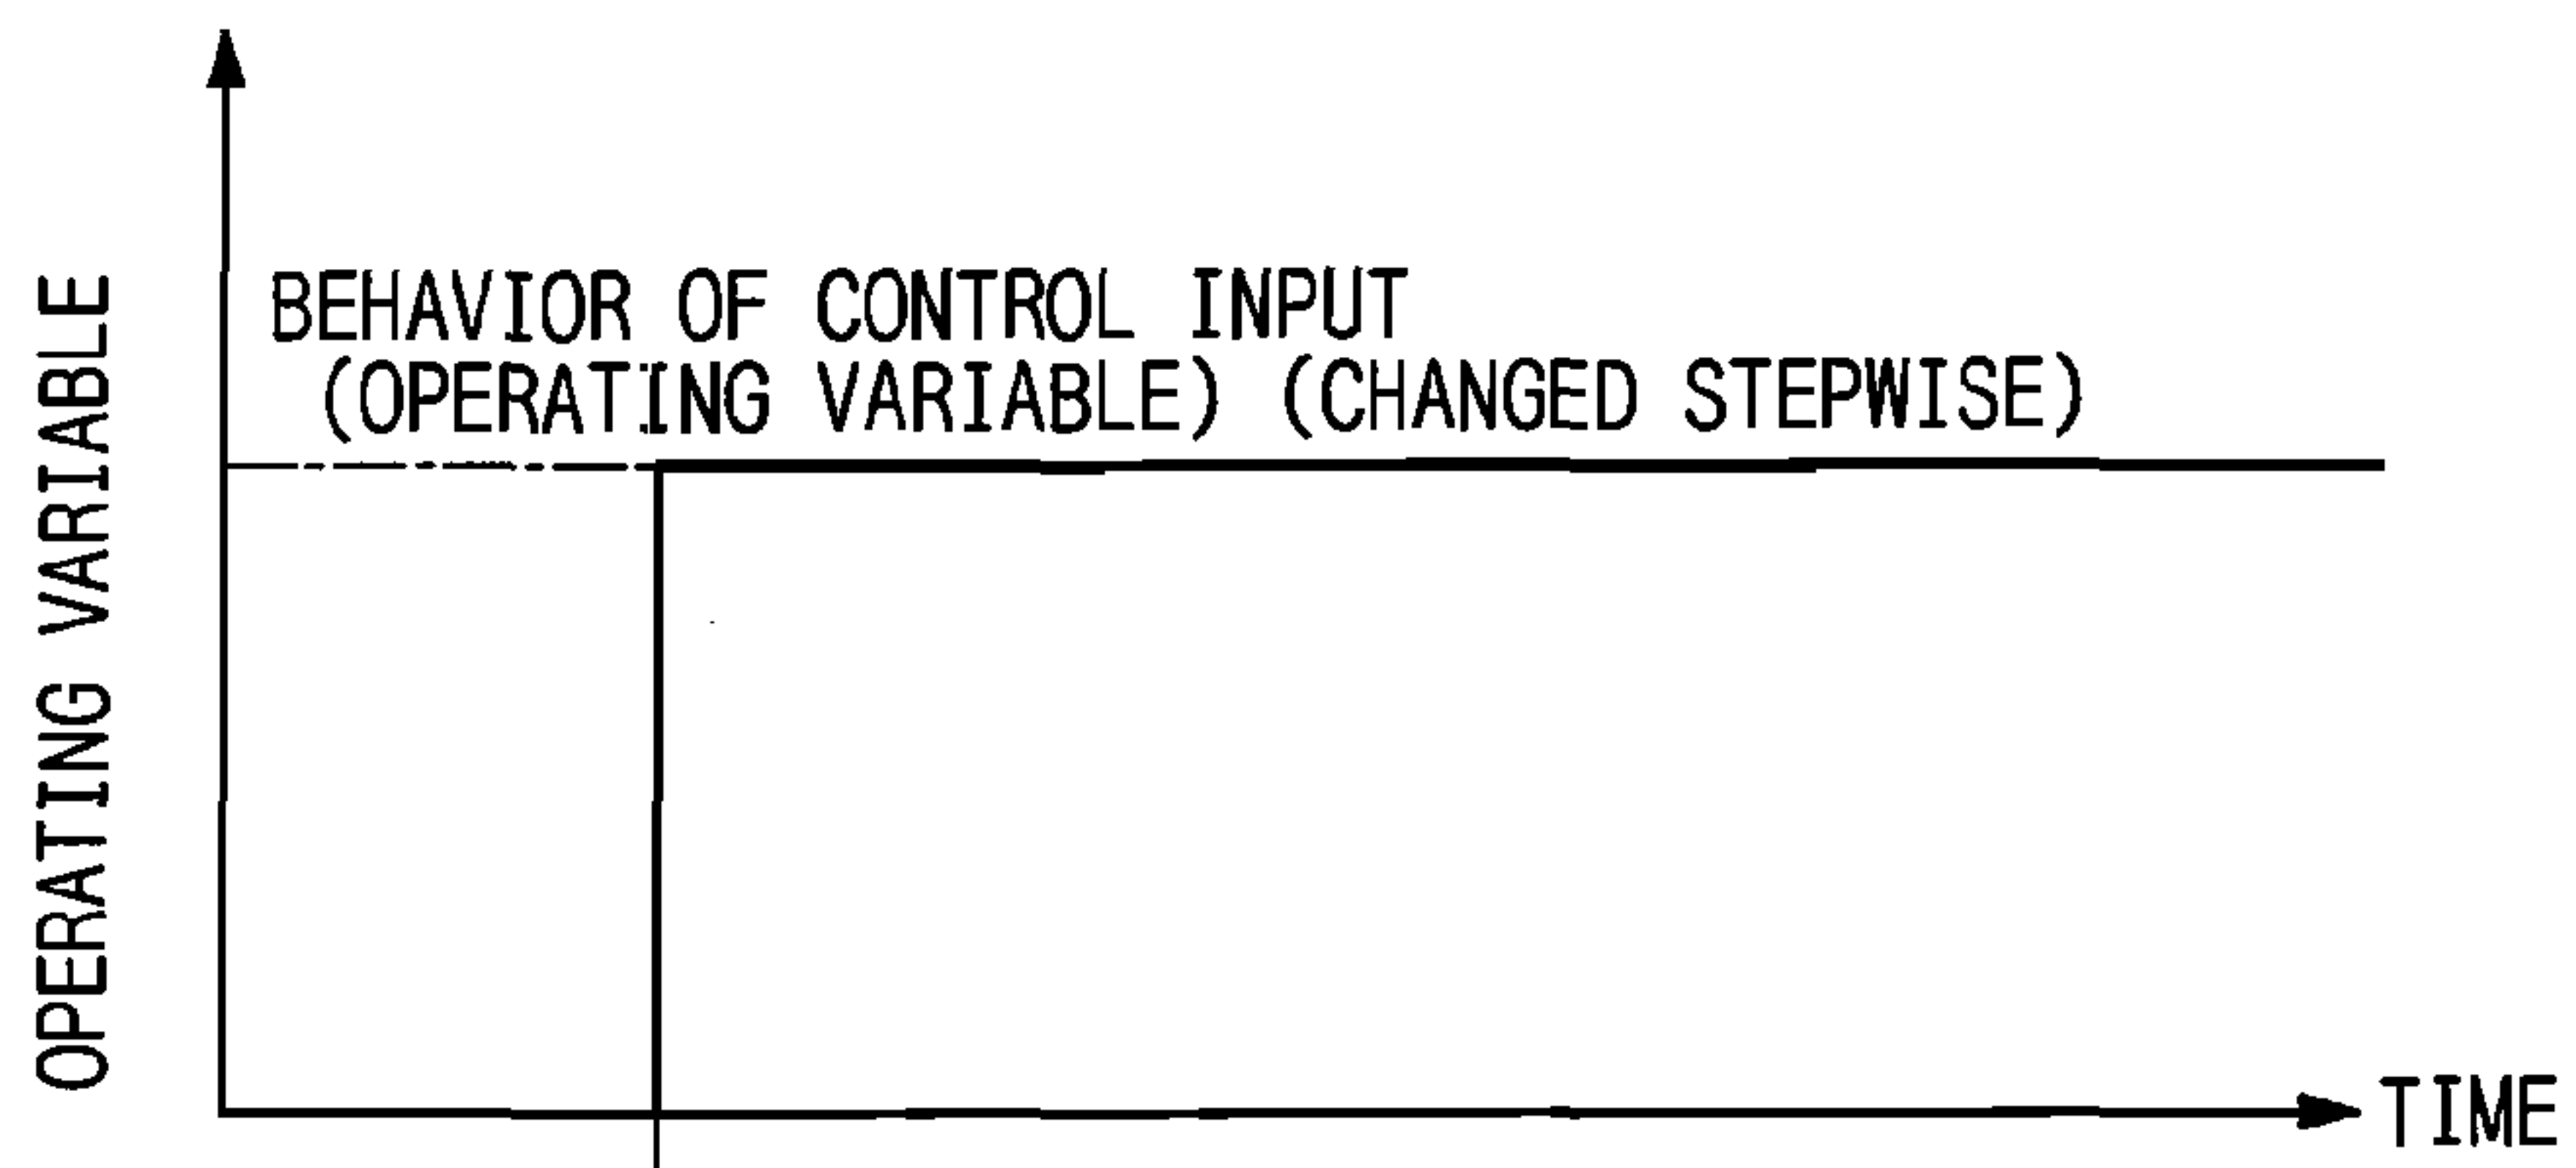 OPERATING VARIABLE
BEHAVIOR OF CONTROL INPUT
(OPERATING VARIABLE) (CHANGED STEPWISE)
TIME